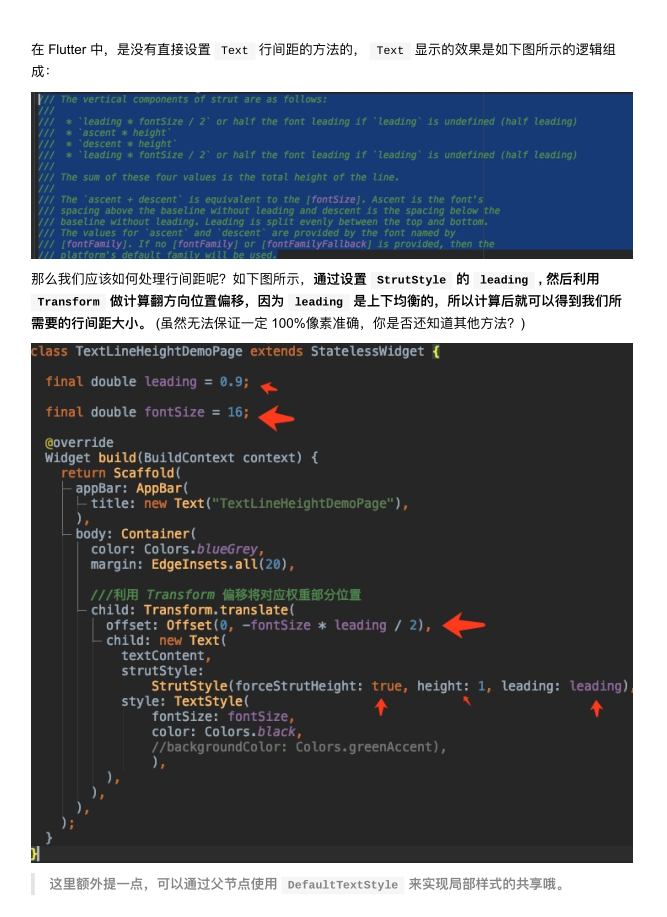 在 Flutter 中，是没有直接设置 Text 行间距的方法的， Text 显示的效果是如下图所示的逻辑组
成：
/// The vertical components of strut are as follows:
///
///  * `leading * fontSize / 2` or half the font leading if `leading` is undefined (half leading)
///  * `ascent * height`
///  * `descent * height`
///  * `leading * fontSize / 2` or half the font leading if `leading` is undefined (half leading)
///
/// The sum of these four values is the total height of the line.
///
/// The `ascent + descent` is equivalent to the [fontSize]. Ascent is the font's
/// spacing above the baseline without leading and descent is the spacing below the
/// baseline without leading. Leading is split evenly between the top and bottom.
/// The values for `ascent` and `descent` are provided by the font named by
/// [fontFamily]. If no [fontFamily] or [fontFamilyFallback] is provided, then the
/// platform's default family will be used.
那么我们应该如何处理行间距呢？如下图所示，通过设置 StrutStyle 的 leading , 然后利用
Transform 做计算翻方向位置偏移，因为 leading 是上下均衡的，所以计算后就可以得到我们所
需要的行间距大小。 (虽然无法保证一定 100%像素准确，你是否还知道其他方法？)
class TextLineHeightDemoPage extends StatelessWidget {
final double leading = 0.9;
final double fontSize = 16;
@override
Widget build(BuildContext context) {
return Scaffold(
appBar: AppBar(
title: new Text("TextLineHeightDemoPage"),
),
body: Container(
color: Colors.blueGrey,
margin: EdgeInsets.all(20),
///利用 Transform 偏移将对应权重部分位置
child: Transform.translate(
offset: Offset(0, -fontSize * leading / 2),
child: new Text(
textContent,
strutStyle:
StrutStyle(forceStrutHeight: true, height: 1, leading: leading),
style: TextStyle(
fontSize: fontSize,
color: Colors.black,
//backgroundColor: Colors.greenAccent),
),
),
),
),
);
}
}
这里额外提一点，可以通过父节点使用 DefaultTextStyle 来实现局部样式的共享哦。